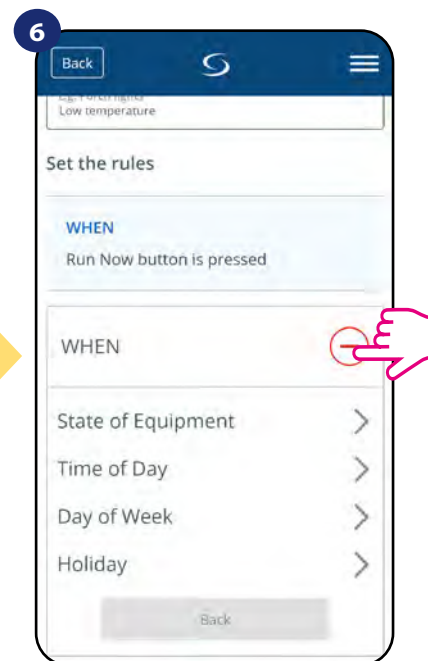 6
Back
Low temperature
Set the rules
WHEN
Run Now button is pressed
WHEN
State of Equipment
Time of Day
Day of Week
Holiday
Back